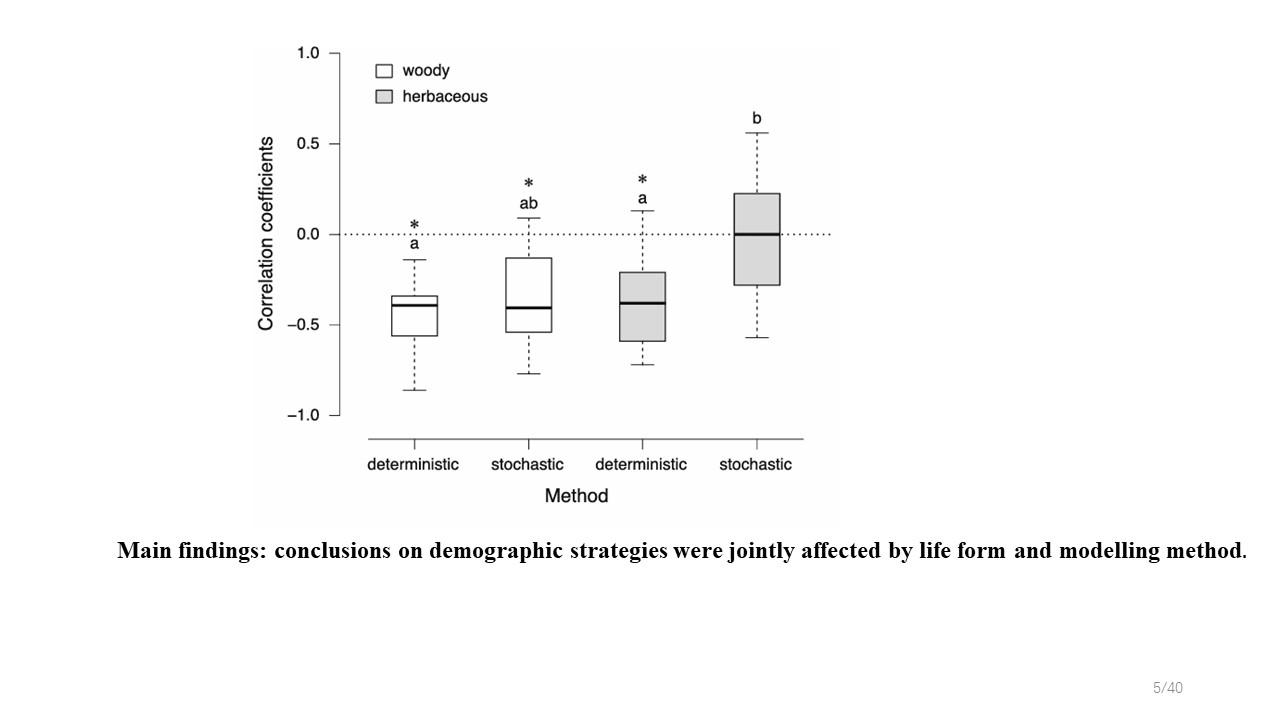 1.0
woody
herbaceous
b
0.5
*
*
ab
a
*
0.0
a
Correlation coefficients
−0.5
−1.0
deterministic stochastic deterministic stochastic
Method
Main findings: conclusions on demographic strategies were jointly affected by life form and modelling method.
5/40